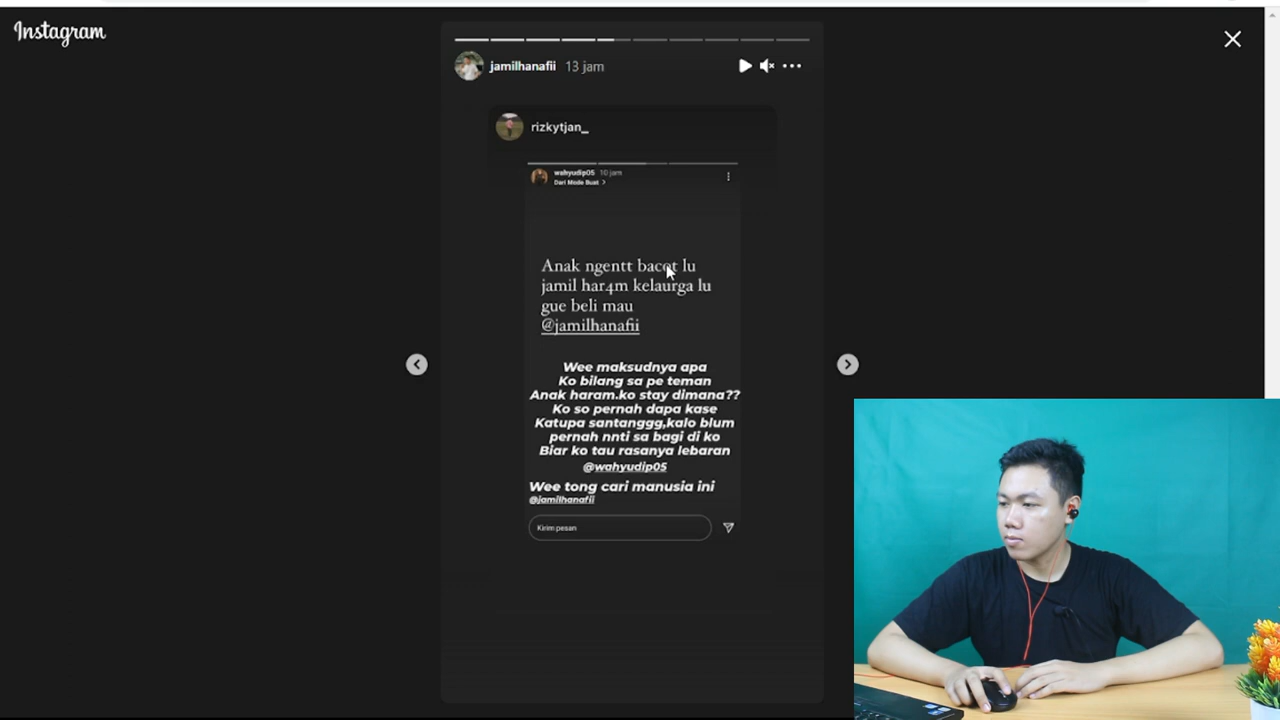 Instagram
jamilhanafii 13 jam
rizkytjan_
wahyudip05 10 jam
Dari Mode Buat >
Anak ngentt bacot lu
jamil har4m kelaurga lu
gue beli mau
@jamilhanafii
Wee maksudnya apa
Ko bilang sa pe teman
Anak haram.ko stay dimana??
Ko so pernah dapa kase
Katupa santanggg,kalo blum
pernah nnti sa bagi di ko
Biar ko tau rasanya lebaran
@wahyudip05
Wee tong cari manusia ini
@jamilhanafii
Kirim pesan